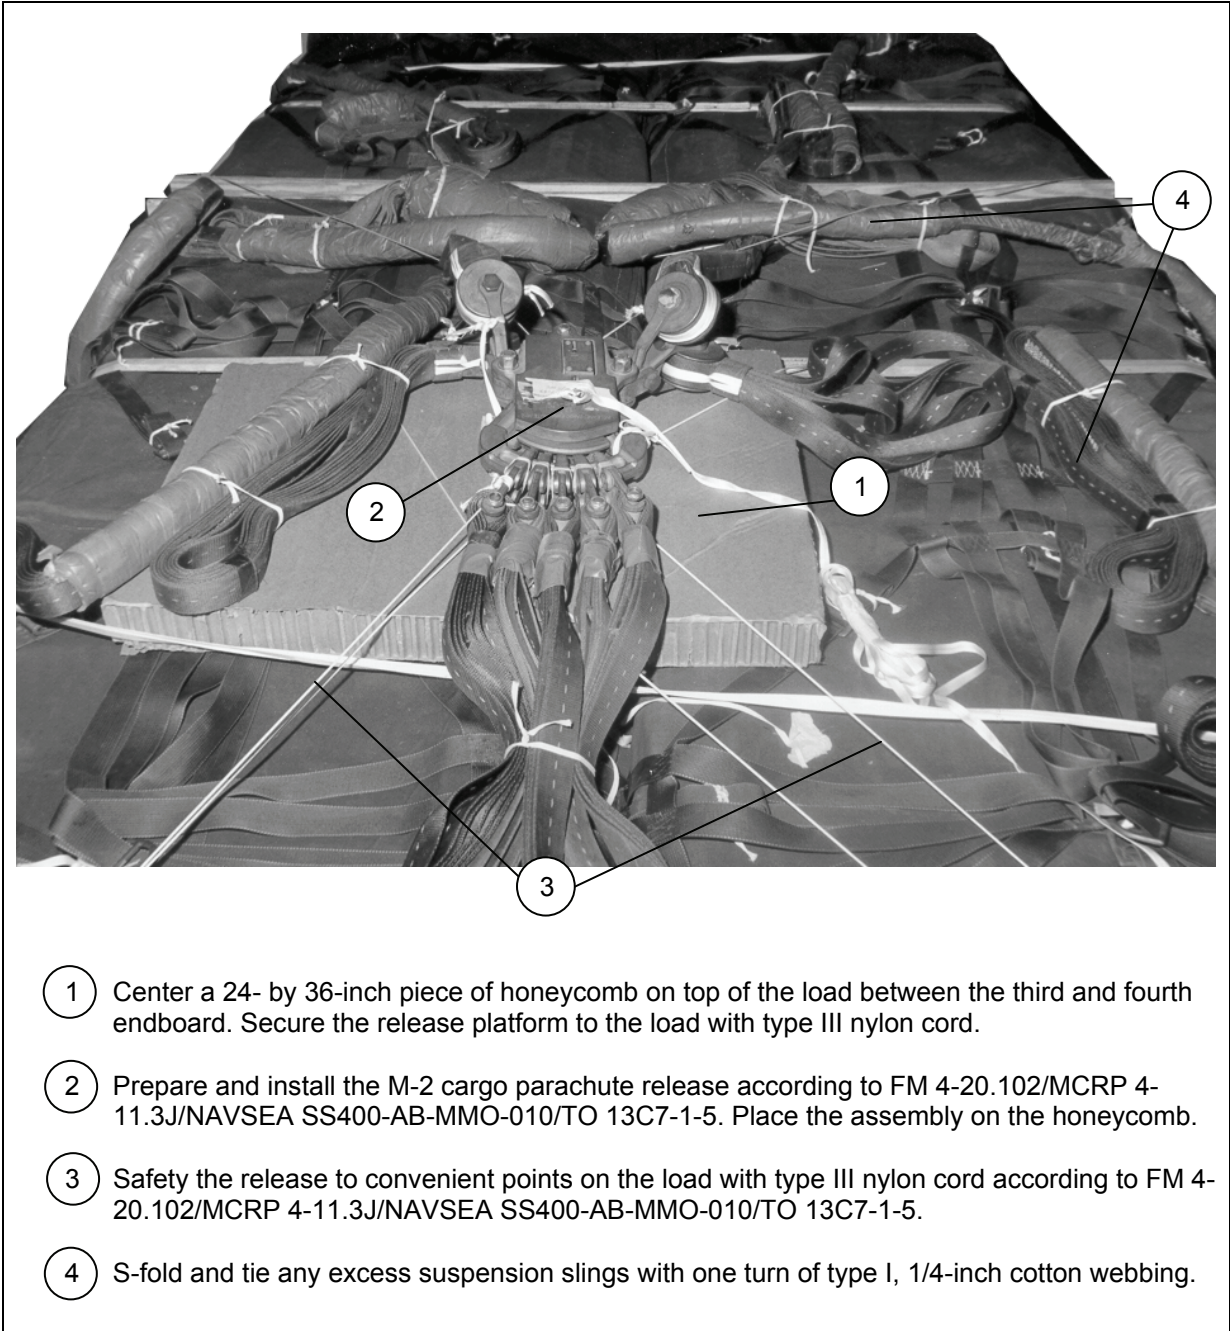 4
1
2
3
1 Center a 24- by 36-inch piece of honeycomb on top of the load between the third and fourth
endboard. Secure the release platform to the load with type III nylon cord.
2 Prepare and install the M-2 cargo parachute release according to FM 4-20.102/MCRP 4-
11.3J/NAVSEA SS400-AB-MMO-010/TO 13C7-1-5. Place the assembly on the honeycomb.
3 Safety the release to convenient points on the load with type III nylon cord according to FM 4-
20.102/MCRP 4-11.3J/NAVSEA SS400-AB-MMO-010/TO 13C7-1-5.
4 S-fold and tie any excess suspension slings with one turn of type I, 1/4-inch cotton webbing.